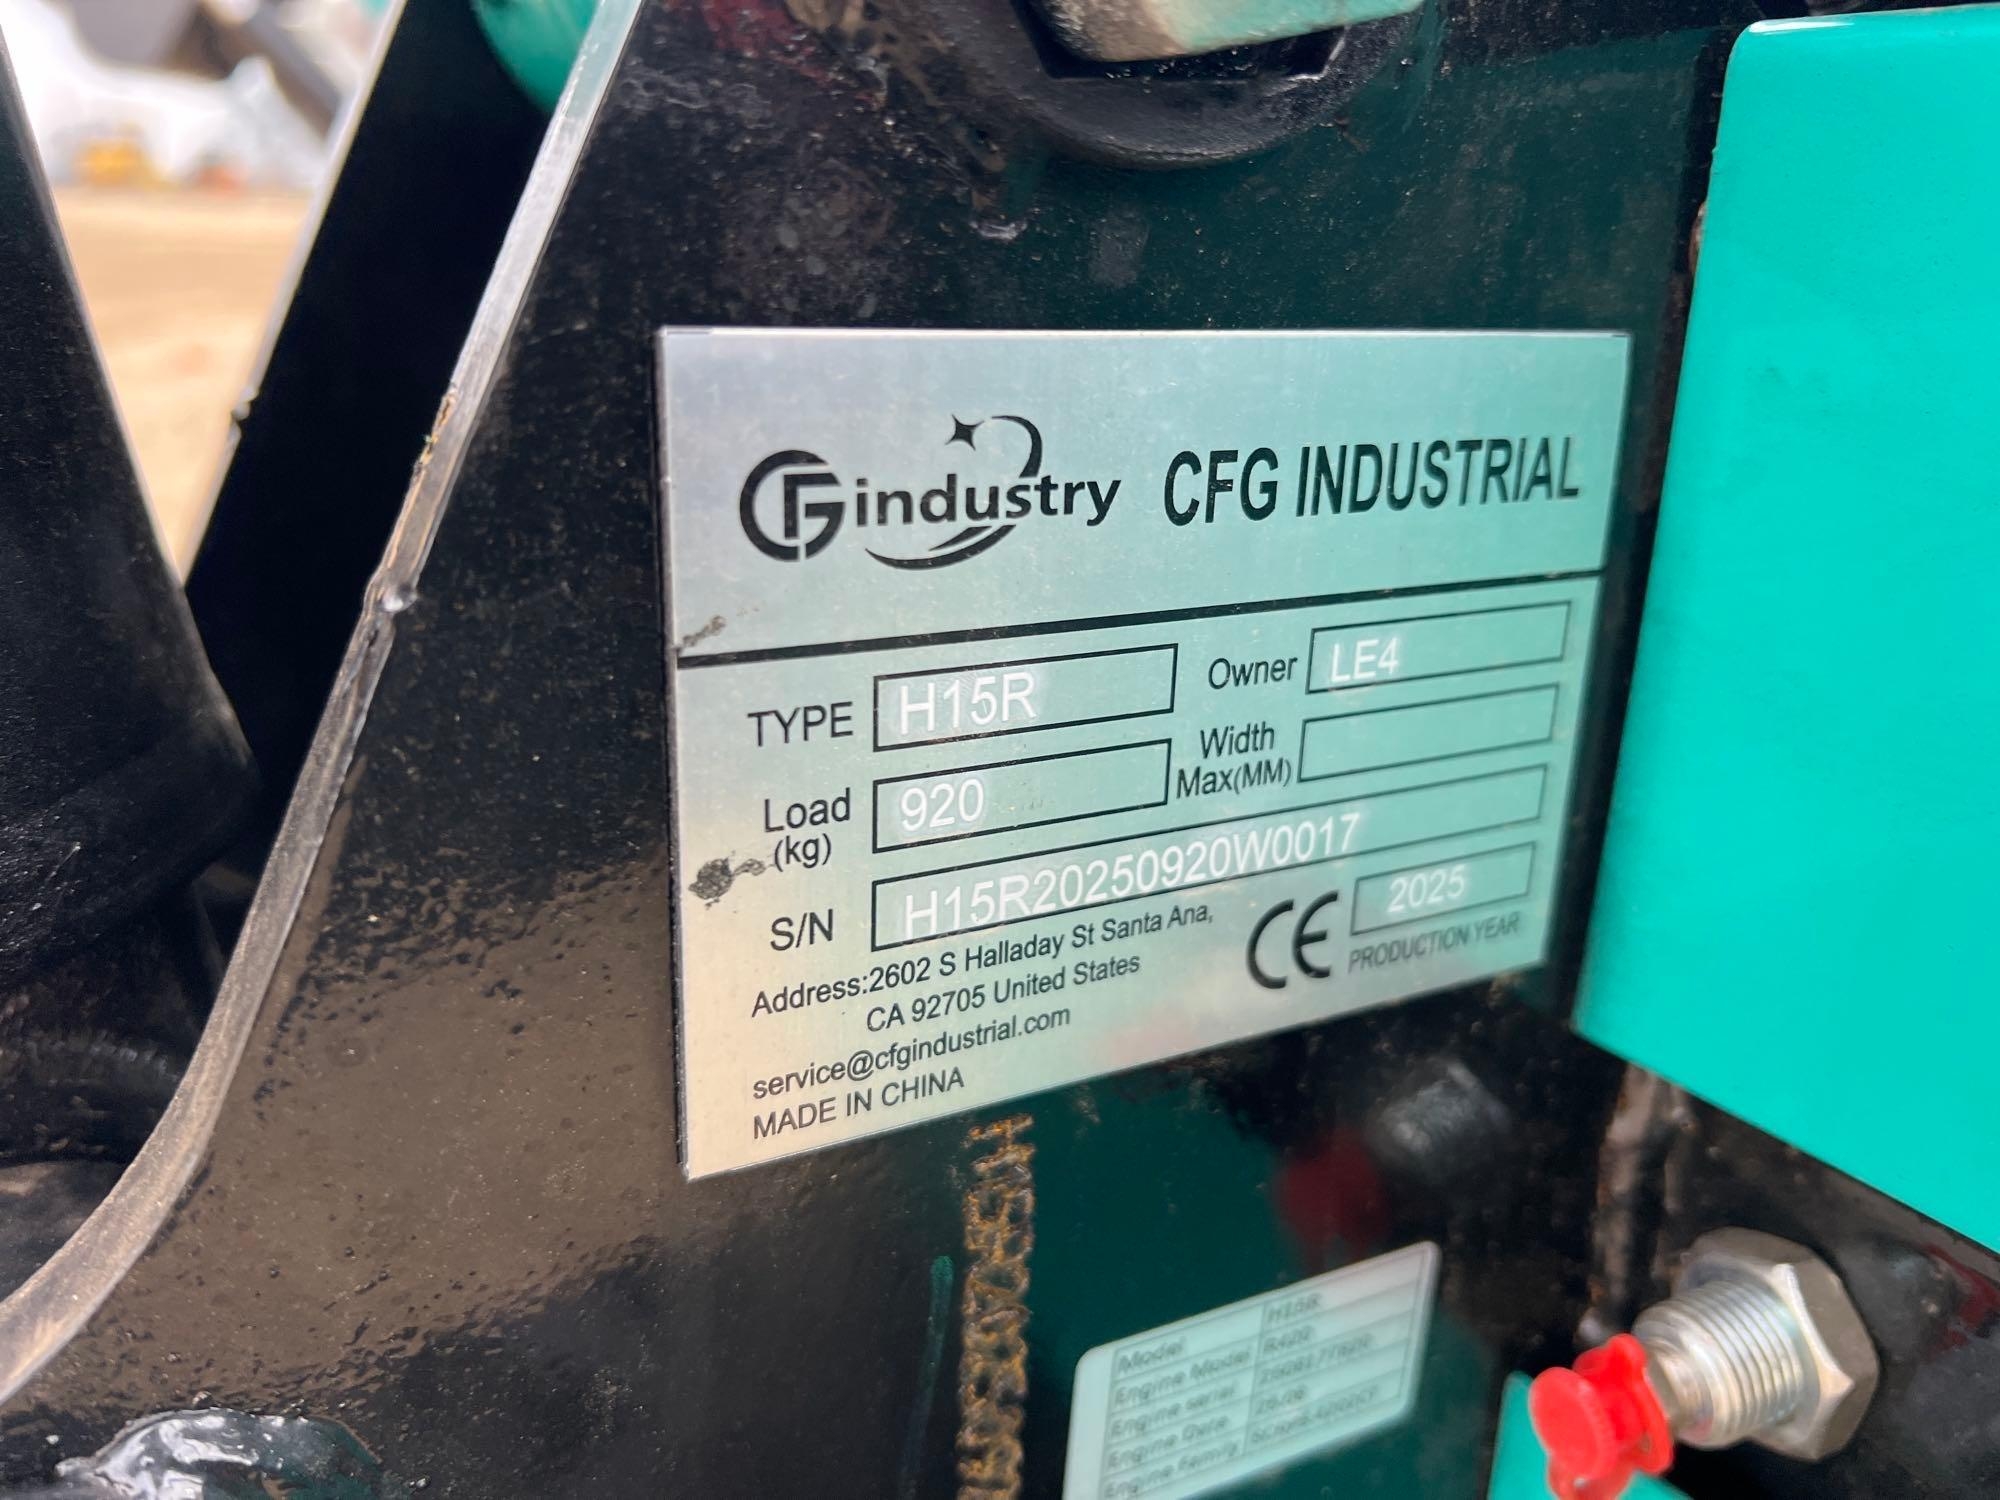 GF industry CFG INDUSTRIAL
TYPE H15R Owner LE4
Load (kg) 920 Width Max(MM)
S/N H15R20250920W0017
Address:2602 S Halladay St Santa Ana,
CA 92705 United States
service@cfgindustrial.com
MADE IN CHINA
CE 2025
PRODUCTION YEAR
Model H15R
Engine Model
Engine serial
Engine Date
Engine Family